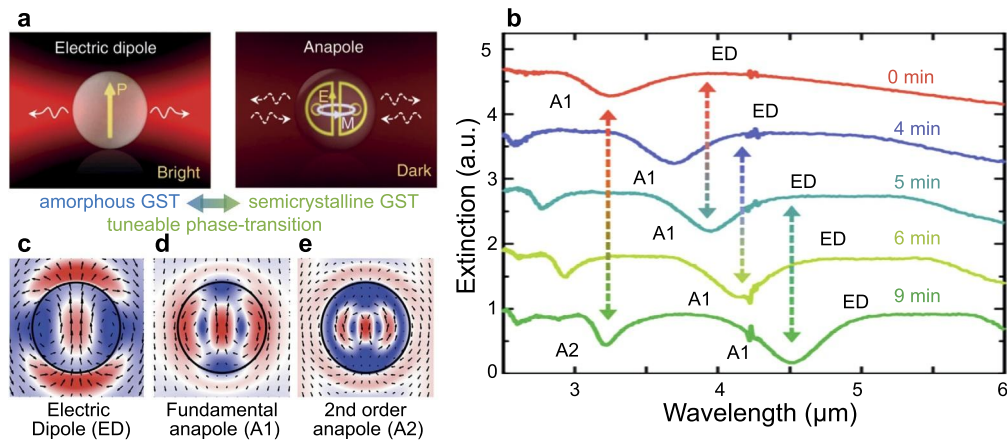 a
Electric dipole
P
Bright
Anapole
E
M
Dark
amorphous GST
semicrystalline GST
tuneable phase-transition
c
d
e
Electric
Dipole (ED)
Fundamental
anapole (A1)
2nd order
anapole (A2)
b
Extinction (a.u.)
5
4
3
2
1
0
ED
0 min
A1
ED
4 min
A1
ED
5 min
A1
ED
6 min
A1
ED
9 min
A2
A1
3
4
5
6
Wavelength (μm)